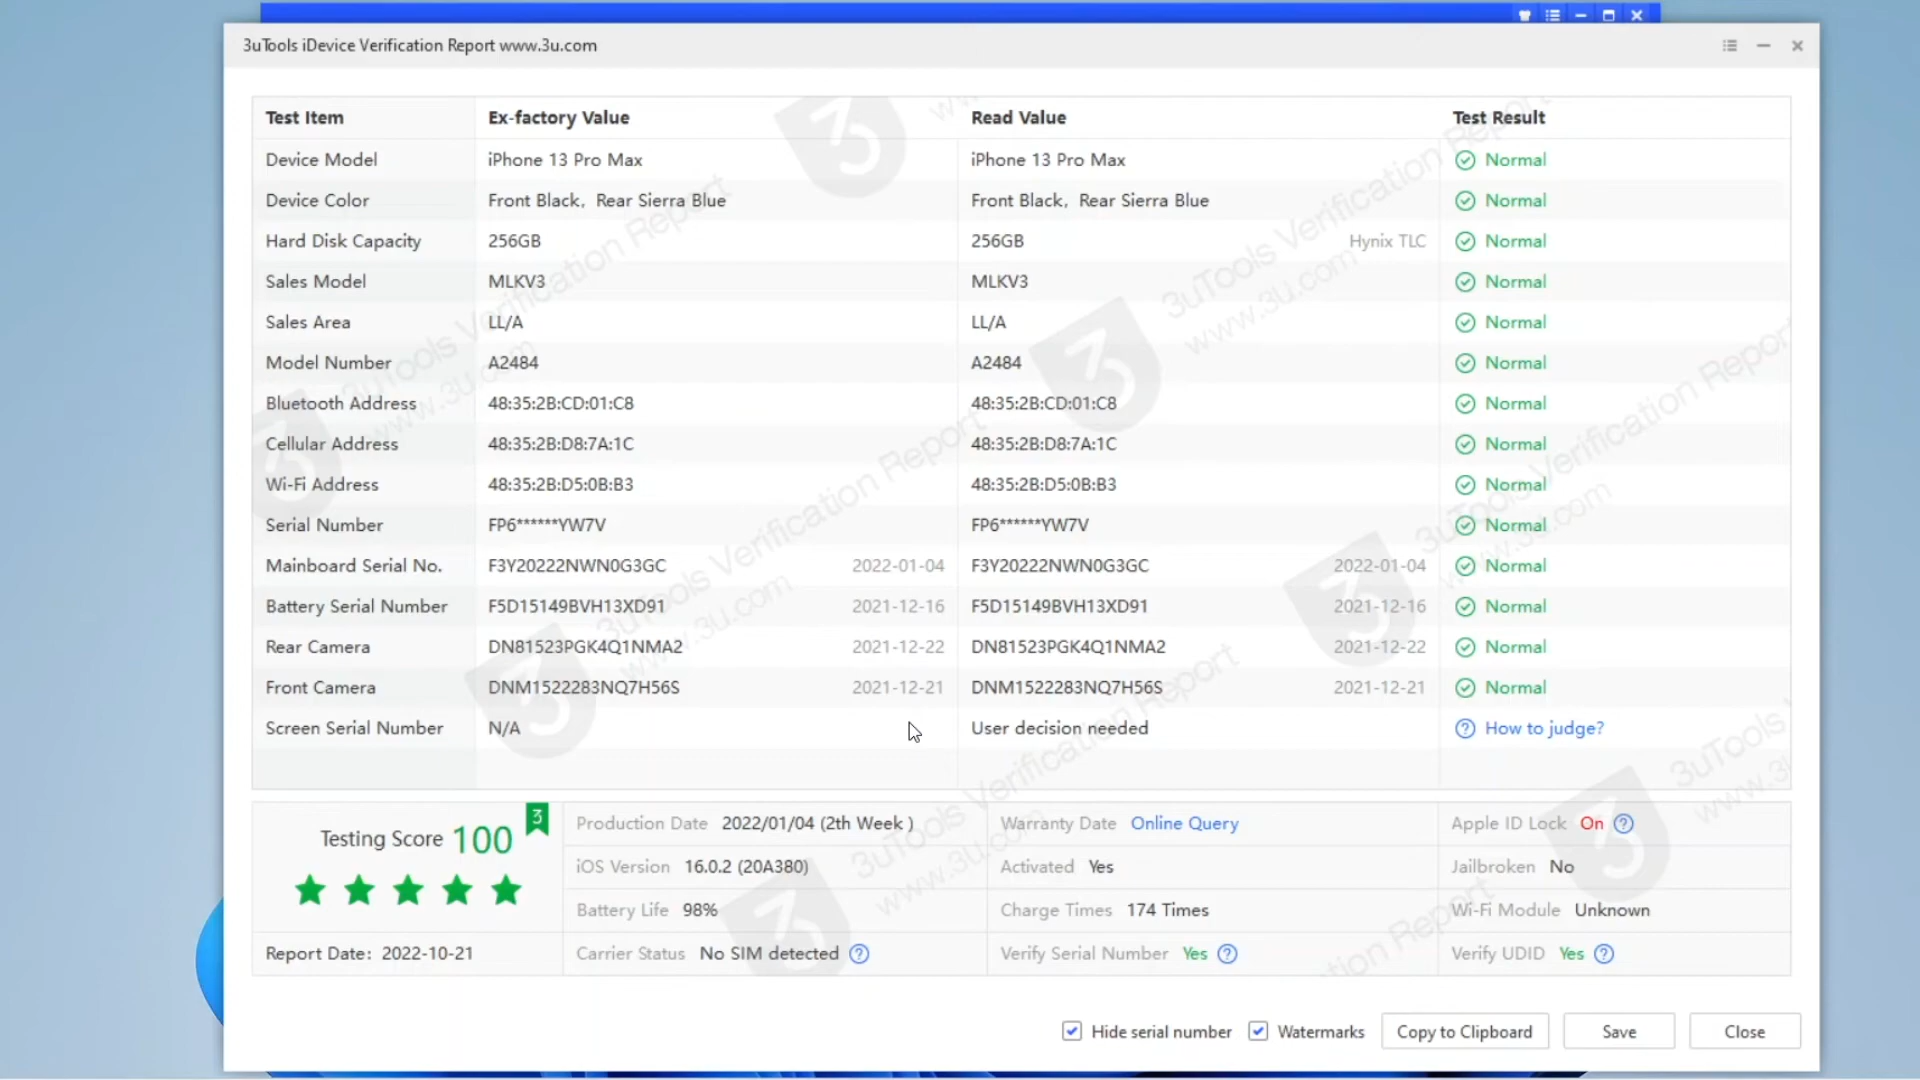 3uTools iDevice Verification Report www.3u.com
Test Item Ex-factory Value Read Value Test Result
Device Model iPhone 13 Pro Max iPhone 13 Pro Max Normal
Device Color Front Black, Rear Sierra Blue Front Black, Rear Sierra Blue Normal
Hard Disk Capacity 256GB 256GB Hynix TLC Normal
Sales Model MLKV3 MLKV3 Normal
Sales Area LL/A LL/A Normal
Model Number A2484 A2484 Normal
Bluetooth Address 48:35:2B:CD:01:C8 48:35:2B:CD:01:C8 Normal
Cellular Address 48:35:2B:D8:7A:1C 48:35:2B:D8:7A:1C Normal
Wi-Fi Address 48:35:2B:D5:0B:B3 48:35:2B:D5:0B:B3 Normal
Serial Number FP6******YW7V FP6******YW7V Normal
Mainboard Serial No. F3Y20222NWN0G3GC 2022-01-04 F3Y20222NWN0G3GC 2022-01-04 Normal
Battery Serial Number F5D15149BVH13XD91 2021-12-16 F5D15149BVH13XD91 2021-12-16 Normal
Rear Camera DN81523PGK4Q1NMA2 2021-12-22 DN81523PGK4Q1NMA2 2021-12-22 Normal
Front Camera DNM1522283NQ7H56S 2021-12-21 DNM1522283NQ7H56S 2021-12-21 Normal
Screen Serial Number N/A User decision needed How to judge?
Testing Score 100 3
Production Date 2022/01/04 (2th Week ) Warranty Date Online Query Apple ID Lock On
iOS Version 16.0.2 (20A380) Activated Yes Jailbroken No
Battery Life 98% Charge Times 174 Times Wi-Fi Module Unknown
Report Date: 2022-10-21 Carrier Status No SIM detected Verify Serial Number Yes Verify UDID Yes
Hide serial number Watermarks Copy to Clipboard Save Close
3uTools Verification Report
www.3u.com